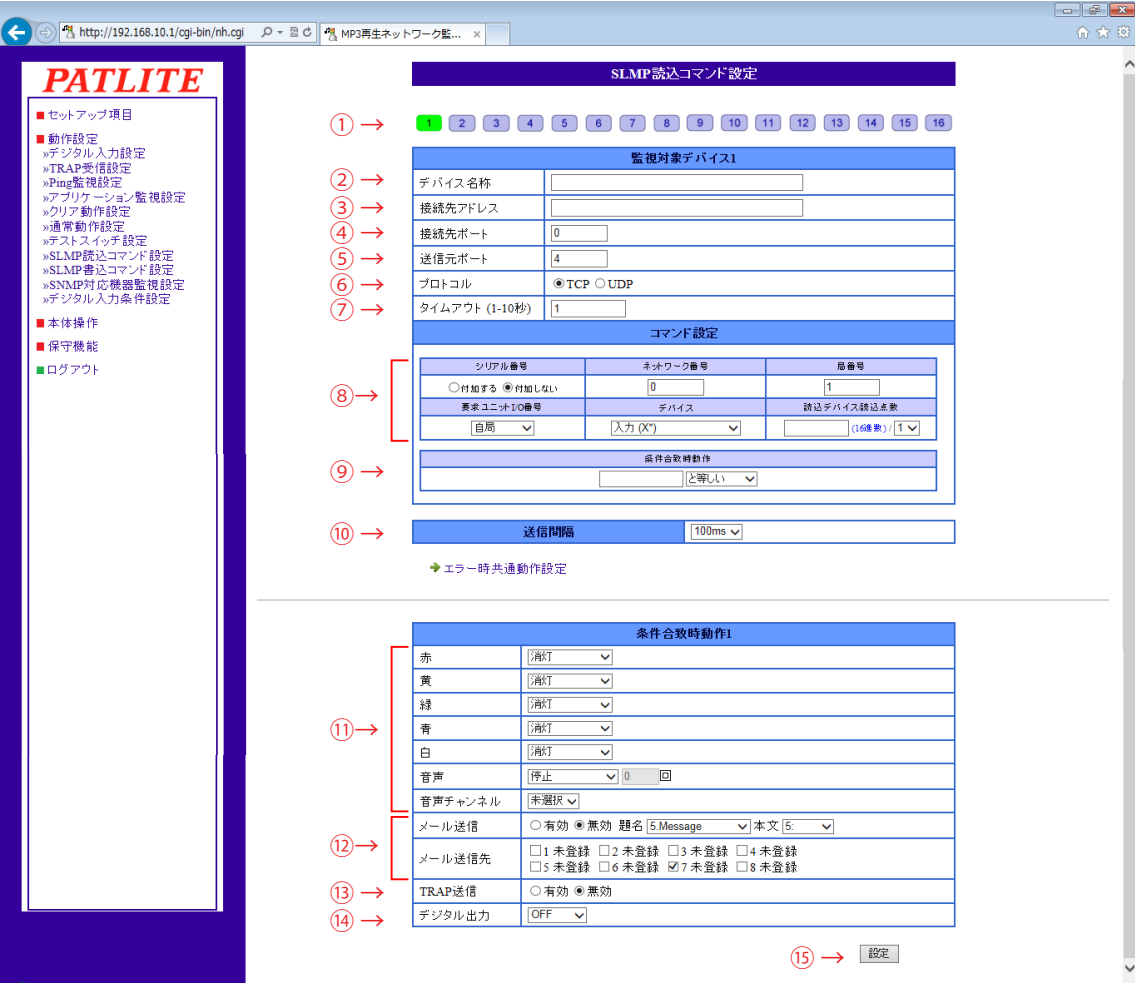 http://192.168.10.1/cgi-bin/nh.cgi
MP3再生ネットワーク監...
PATLITE
セットアップ項目
動作設定
»デジタル入力設定
»TRAP受信設定
»Ping監視設定
»アプリケーション監視設定
»クリア動作設定
»通常動作設定
»テストスイッチ設定
»SLMP読込コマンド設定
»SLMP書込コマンド設定
»SNMP対応機器監視設定
»デジタル入力条件設定
本体操作
保守機能
ログアウト
SLMP読込コマンド設定
① → 1 2 3 4 5 6 7 8 9 10 11 12 13 14 15 16
監視対象デバイス1
② → デバイス名称
③ → 接続先アドレス
④ → 接続先ポート 0
⑤ → 送信元ポート 4
⑥ → プロトコル TCP UDP
⑦ → タイムアウト (1-10秒) 1
コマンド設定
シリアル番号 ネットワーク番号 局番号
⑧→ 付加する 付加しない 0 1
要求ユニットI/O番号 デバイス 読込デバイス/読込点数
自局 入力 (X*) (16進数) / 1
条件合致時動作
⑨ → と等しい
⑩ → 送信間隔 100ms
エラー時共通動作設定
条件合致時動作1
赤 消灯
黄 消灯
緑 消灯
⑪→ 青 消灯
白 消灯
音声 停止 0 回
音声チャンネル 未選択
メール送信 有効 無効 題名 5.Message 本文 5:
⑫→ メール送信先 1 未登録 2 未登録 3 未登録 4 未登録
5 未登録 6 未登録 7 未登録 8 未登録
⑬ → TRAP送信 有効 無効
⑭ → デジタル出力 OFF
⑮ → 設定